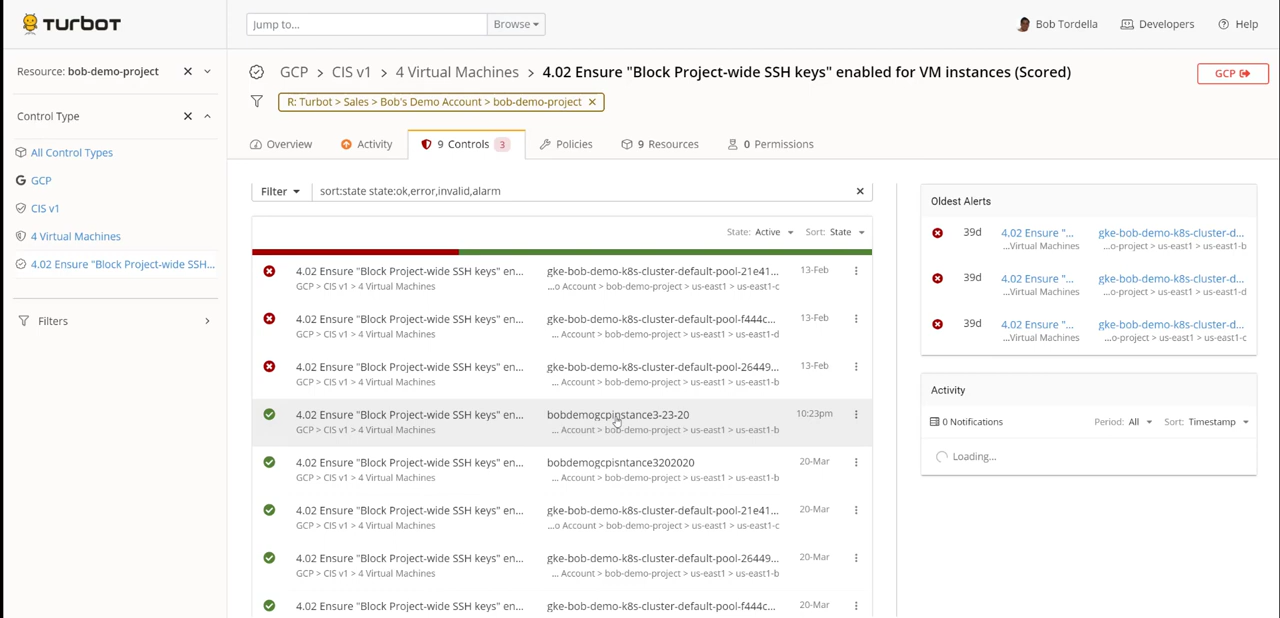 TURBOT
Jump to...
Browse
Bob Tordella
Developers
Help
Resource: bob-demo-project
Control Type
All Control Types
GCP
CIS v1
4 Virtual Machines
4.02 Ensure "Block Project-wide SSH...
Filters
GCP > CIS v1 > 4 Virtual Machines > 4.02 Ensure "Block Project-wide SSH keys" enabled for VM instances (Scored)
GCP
R: Turbot > Sales > Bob's Demo Account > bob-demo-project ×
Overview
Activity
9 Controls 3
Policies
9 Resources
0 Permissions
Filter
sort:state state:ok,error,invalid,alarm
State: Active
Sort: State
4.02 Ensure "Block Project-wide SSH keys" en... gke-bob-demo-k8s-cluster-default-pool-21e41... 13-Feb
GCP > CIS v1 > 4 Virtual Machines ...o Account > bob-demo-project > us-east1 > us-east1-c
4.02 Ensure "Block Project-wide SSH keys" en... gke-bob-demo-k8s-cluster-default-pool-f444c... 13-Feb
GCP > CIS v1 > 4 Virtual Machines ... Account > bob-demo-project > us-east1 > us-east1-d
4.02 Ensure "Block Project-wide SSH keys" en... gke-bob-demo-k8s-cluster-default-pool-26449... 13-Feb
GCP > CIS v1 > 4 Virtual Machines ... Account > bob-demo-project > us-east1 > us-east1-b
4.02 Ensure "Block Project-wide SSH keys" en... bobdemogcpinstance3-23-20 10:23pm
GCP > CIS v1 > 4 Virtual Machines ... Account > bob-demo-project > us-east1 > us-east1-b
4.02 Ensure "Block Project-wide SSH keys" en... bobdemogcpisntance3202020 20-Mar
GCP > CIS v1 > 4 Virtual Machines ... Account > bob-demo-project > us-east1 > us-east1-b
4.02 Ensure "Block Project-wide SSH keys" en... gke-bob-demo-k8s-cluster-default-pool-21e41... 20-Mar
GCP > CIS v1 > 4 Virtual Machines ...o Account > bob-demo-project > us-east1 > us-east1-c
4.02 Ensure "Block Project-wide SSH keys" en... gke-bob-demo-k8s-cluster-default-pool-26449... 20-Mar
GCP > CIS v1 > 4 Virtual Machines ... Account > bob-demo-project > us-east1 > us-east1-b
4.02 Ensure "Block Project-wide SSH keys" en... gke-bob-demo-k8s-cluster-default-pool-f444c... 20-Mar
Oldest Alerts
39d 4.02 Ensure "... gke-bob-demo-k8s-cluster-d...
...Virtual Machines ...o-project > us-east1 > us-east1-b
39d 4.02 Ensure "... gke-bob-demo-k8s-cluster-d...
...Virtual Machines ...o-project > us-east1 > us-east1-d
39d 4.02 Ensure "... gke-bob-demo-k8s-cluster-d...
...Virtual Machines ...o-project > us-east1 > us-east1-c
Activity
0 Notifications
Period: All
Sort: Timestamp
Loading...